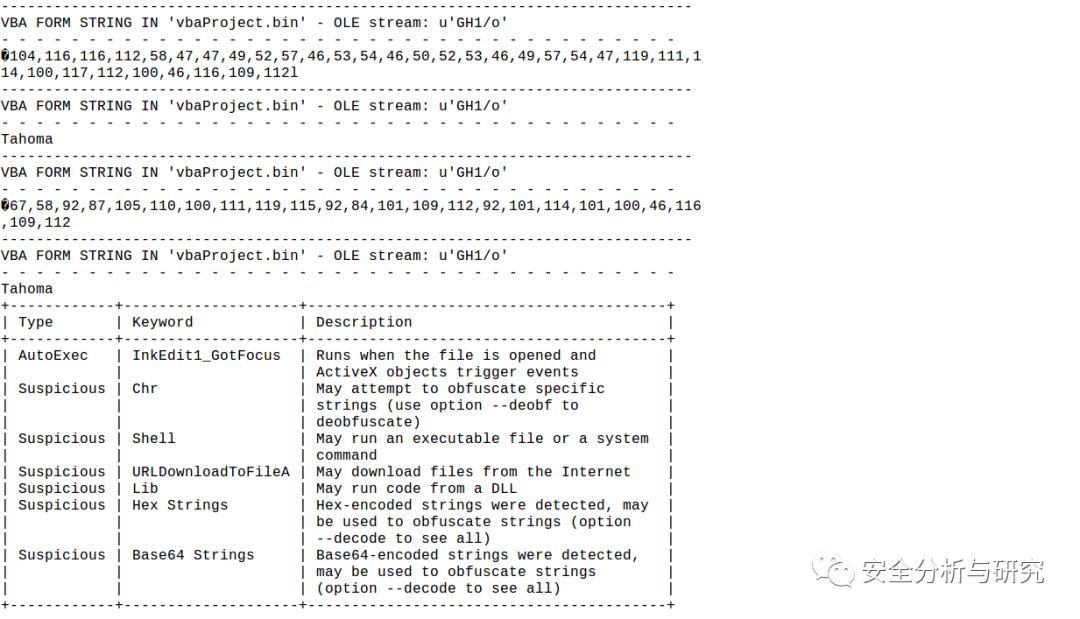 --------------------------------------------------------------------------------
VBA FORM STRING IN 'vbaProject.bin' - OLE stream: u'GH1/o'
- - - - - - - - - - - - - - - - - - - - - - - - - - - - - - - - - - - - - - -
�104,116,116,112,58,47,47,49,52,57,46,53,54,46,50,52,53,46,49,57,54,47,119,111,1
14,100,117,112,100,46,116,109,112l
--------------------------------------------------------------------------------
VBA FORM STRING IN 'vbaProject.bin' - OLE stream: u'GH1/o'
- - - - - - - - - - - - - - - - - - - - - - - - - - - - - - - - - - - - - - -
Tahoma
--------------------------------------------------------------------------------
VBA FORM STRING IN 'vbaProject.bin' - OLE stream: u'GH1/o'
- - - - - - - - - - - - - - - - - - - - - - - - - - - - - - - - - - - - - - -
�67,58,92,87,105,110,100,111,119,115,92,84,101,109,112,92,101,114,101,100,46,116
,109,112
--------------------------------------------------------------------------------
VBA FORM STRING IN 'vbaProject.bin' - OLE stream: u'GH1/o'
- - - - - - - - - - - - - - - - - - - - - - - - - - - - - - - - - - - - - - -
Tahoma
+------------+--------------------+-----------------------------------------+
| Type       | Keyword            | Description                             |
+------------+--------------------+-----------------------------------------+
| AutoExec   | InkEdit1_GotFocus  | Runs when the file is opened and        |
|            |                    | ActiveX objects trigger events          |
| Suspicious | Chr                | May attempt to obfuscate specific       |
|            |                    | strings (use option --deobf to          |
|            |                    | deobfuscate)                            |
| Suspicious | Shell              | May run an executable file or a system  |
|            |                    | command                                 |
| Suspicious | URLDownloadToFileA | May download files from the Internet    |
| Suspicious | Lib                | May run code from a DLL                 |
| Suspicious | Hex Strings        | Hex-encoded strings were detected, may  |
|            |                    | be used to obfuscate strings (option    |
|            |                    | --decode to see all)                    |
| Suspicious | Base64 Strings     | Base64-encoded strings were detected,   |
|            |                    | may be used to obfuscate strings        |
|            |                    | (option --decode to see all)            |
+------------+--------------------+-----------------------------------------+
安全分析与研究